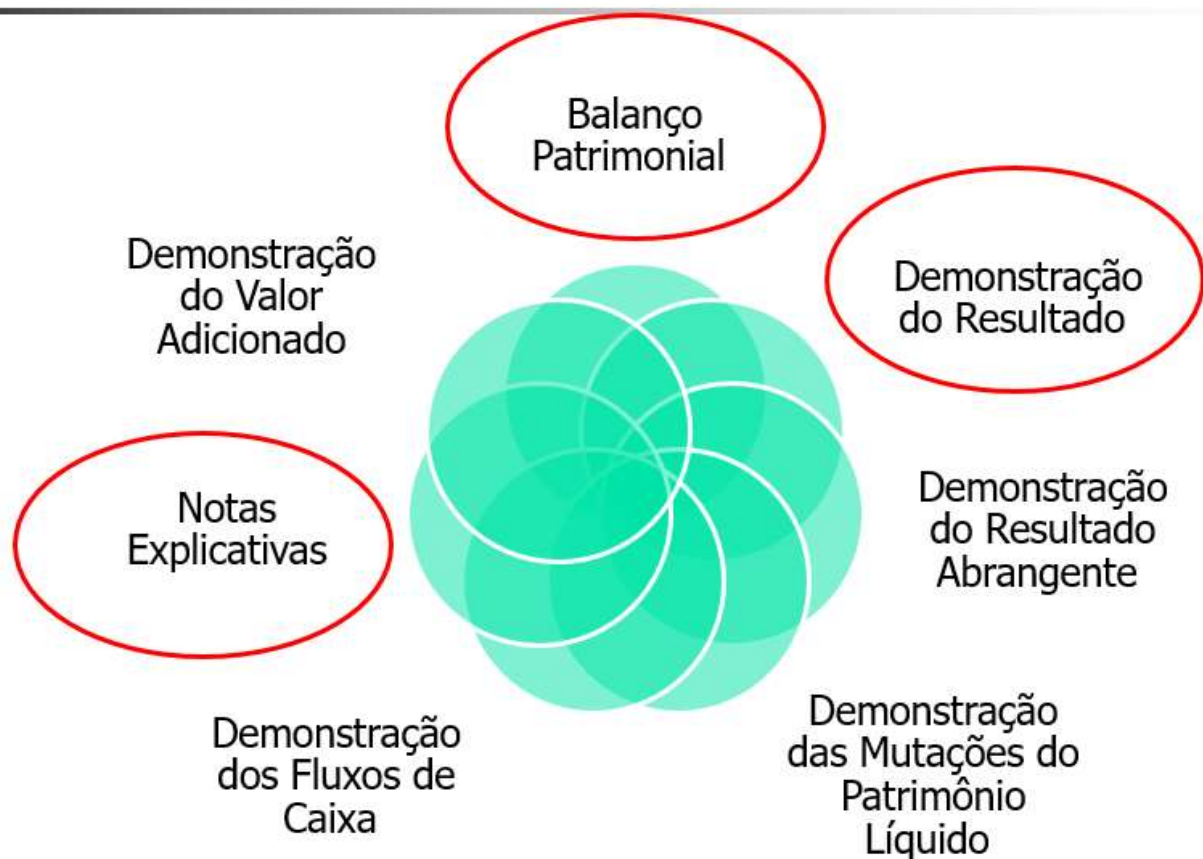 Balanço
Patrimonial
Demonstração
do Resultado
Demonstração
do Resultado
Abrangente
Demonstração
das Mutações do
Patrimônio
Líquido
Demonstração
dos Fluxos de
Caixa
Notas
Explicativas
Demonstração
do Valor
Adicionado